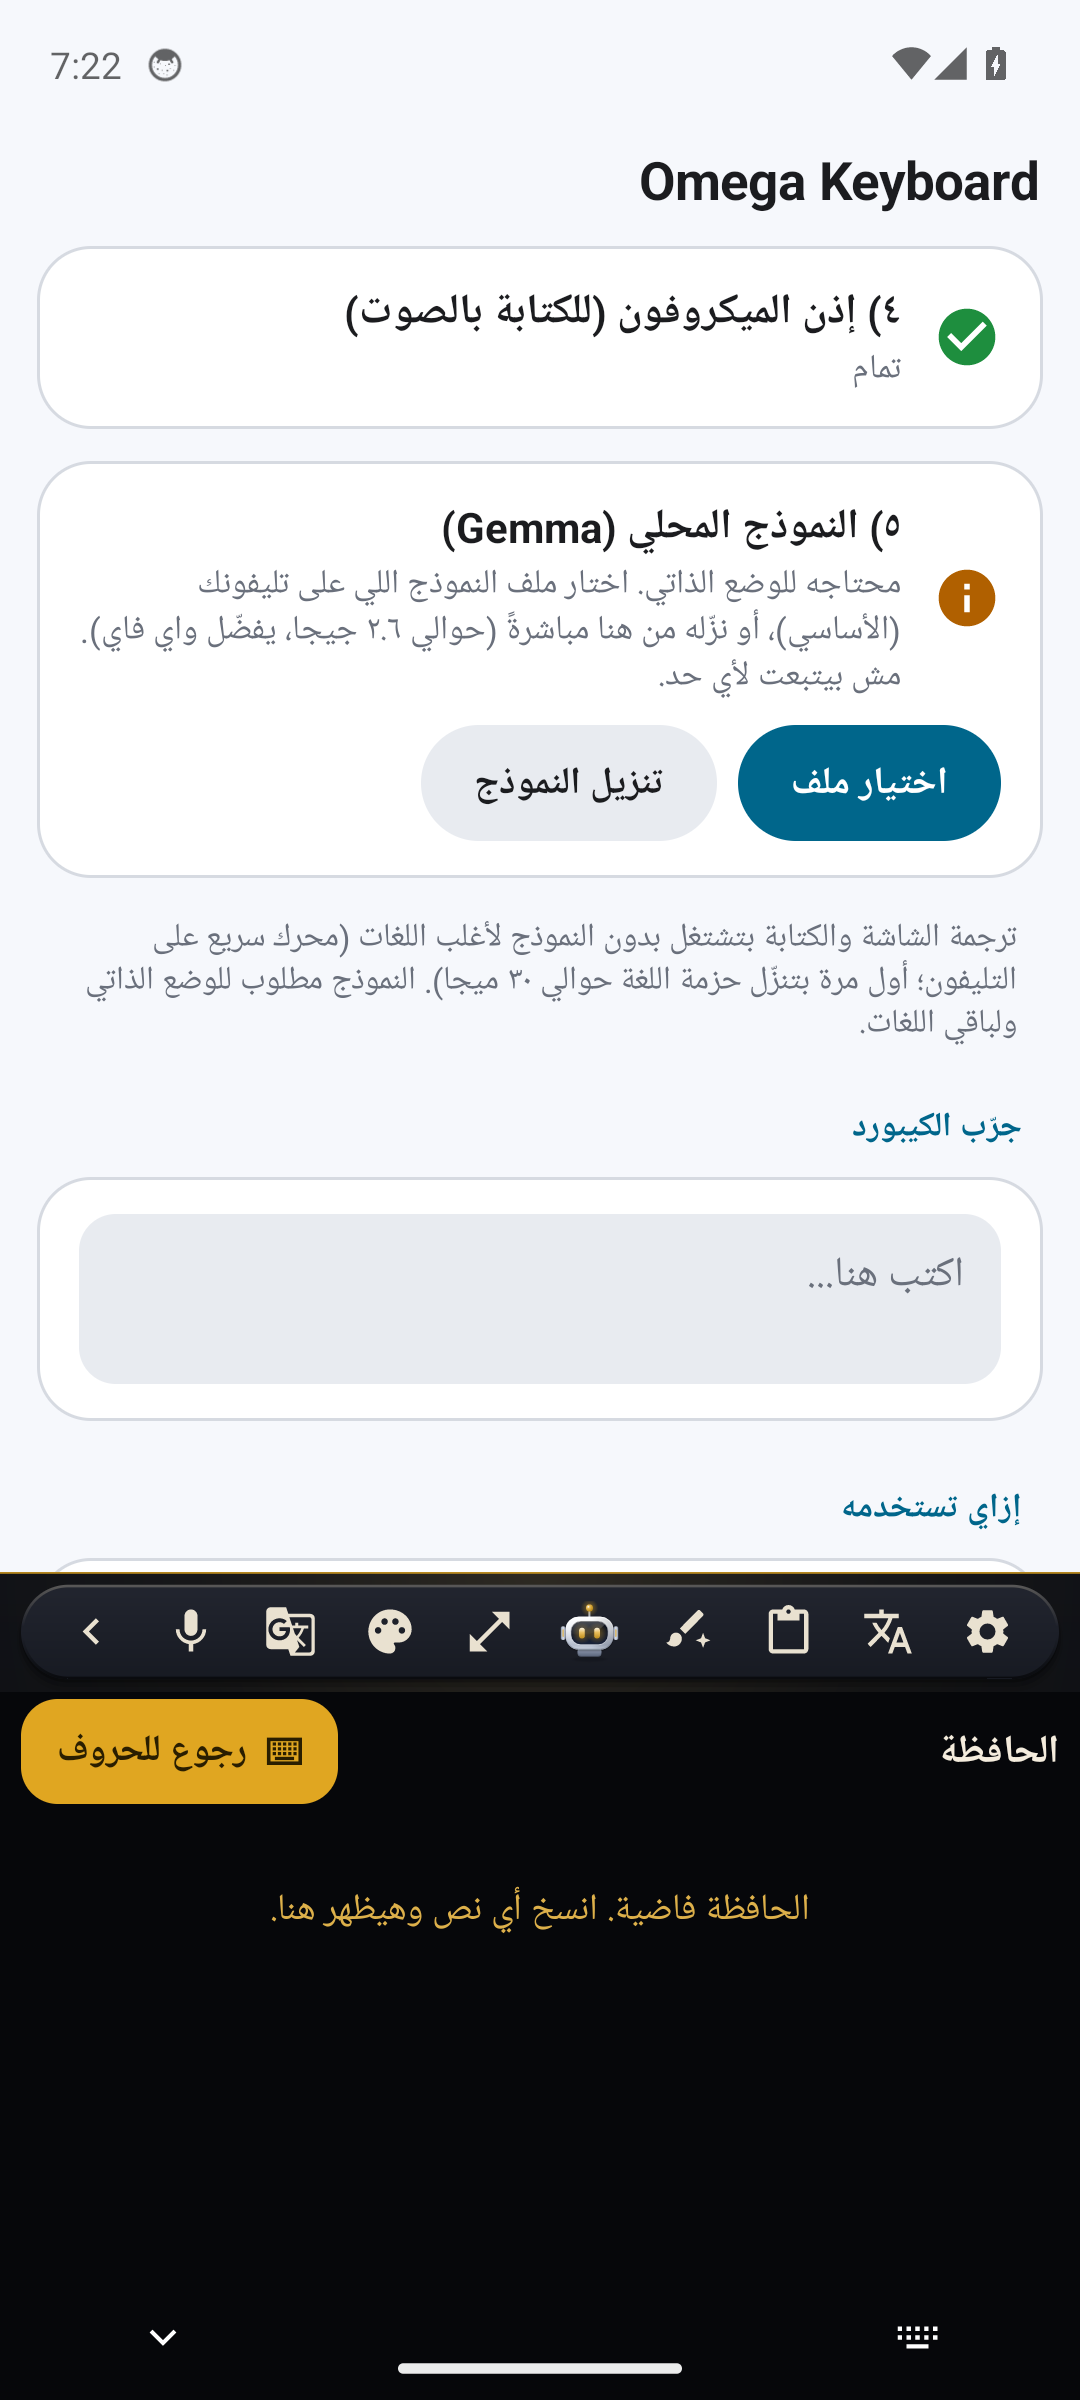 7:22
Omega Keyboard
٤) إذن الميكروفون (للكتابة بالصوت)
تمام
٥) النموذج المحلي (Gemma)
محتاجه للوضع الذاتي. اختار ملف النموذج اللي على تليفونك
(الأساسي)، أو نزّله من هنا مباشرةً (حوالي ٢.٦ جيجا، يفضّل واي فاي).
مش بيتبعت لأي حد.
اختيار ملف
تنزيل النموذج
ترجمة الشاشة والكتابة بتشتغل بدون النموذج لأغلب اللغات (محرك سريع على
التليفون؛ أول مرة بتنزّل حزمة اللغة حوالي ٣٠ ميجا). النموذج مطلوب للوضع الذاتي
ولباقي اللغات.
جرّب الكيبورد
اكتب هنا...
إزاي تستخدمه
الحافظة
رجوع للحروف
الحافظة فاضية. انسخ أي نص وهيظهر هنا.